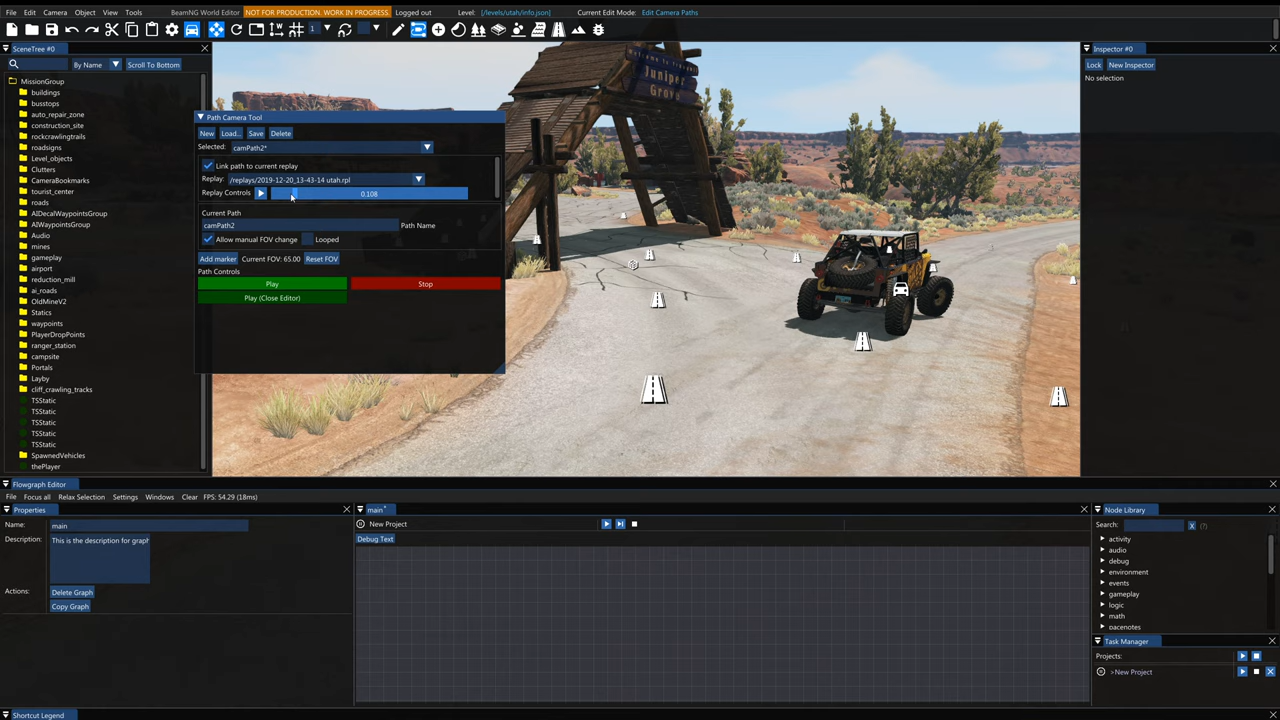 File Edit Camera Object View Tools BeamNG World Editor NOT FOR PRODUCTION. WORK IN PROGRESS. Logged out Level: [/levels/utah/info.json] Current Edit Mode: Edit Camera Paths
1
SceneTree #0
By Name Scroll To Bottom
MissionGroup
buildings
busstops
auto_repair_zone
construction_site
rockcrawlingtrails
roadsigns
Level_objects
Clutters
CameraBookmarks
tourist_center
roads
AIDecalWaypointsGroup
AIWaypointsGroup
Audio
mines
gameplay
airport
reduction_mill
ai_roads
OldMineV2
Statics
waypoints
PlayerDropPoints
ranger_station
campsite
Portals
Layby
cliff_crawling_tracks
TSStatic
TSStatic
TSStatic
TSStatic
TSStatic
SpawnedVehicles
thePlayer
Path Camera Tool
New Load... Save Delete
Selected: camPath2*
Link path to current replay
Replay: /replays/2019-12-20_13-43-14 utah.rpl
Replay Controls 0.108
Current Path
camPath2 Path Name
Allow manual FOV change Looped
Add marker Current FOV: 65.00 Reset FOV
Path Controls
Play Stop
Play (Close Editor)
Juniper
Grove
Inspector #0
Lock New Inspector
No selection
Flowgraph Editor
File Focus all Relax Selection Settings Windows Clear FPS: 54.29 (18ms)
Properties
Name: main
Description: This is the description for graph
Actions: Delete Graph
Copy Graph
main*
New Project
Debug Text
Node Library
Search: X (?)
activity
audio
debug
environment
events
gameplay
logic
math
pacenotes
Task Manager
Projects:
>New Project
Shortcut Legend